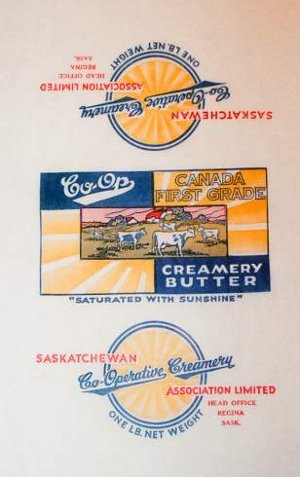 ONE LB. NET WEIGHT
SASKATCHEWAN
Co-Operative Creamery
ASSOCIATION LIMITED
HEAD OFFICE
REGINA
SASK.
Co-Op
CANADA
FIRST GRADE
CREAMERY
BUTTER
"SATURATED WITH SUNSHINE"
SASKATCHEWAN
Co-Operative Creamery
ASSOCIATION LIMITED
HEAD OFFICE
REGINA
SASK.
ONE LB. NET WEIGHT